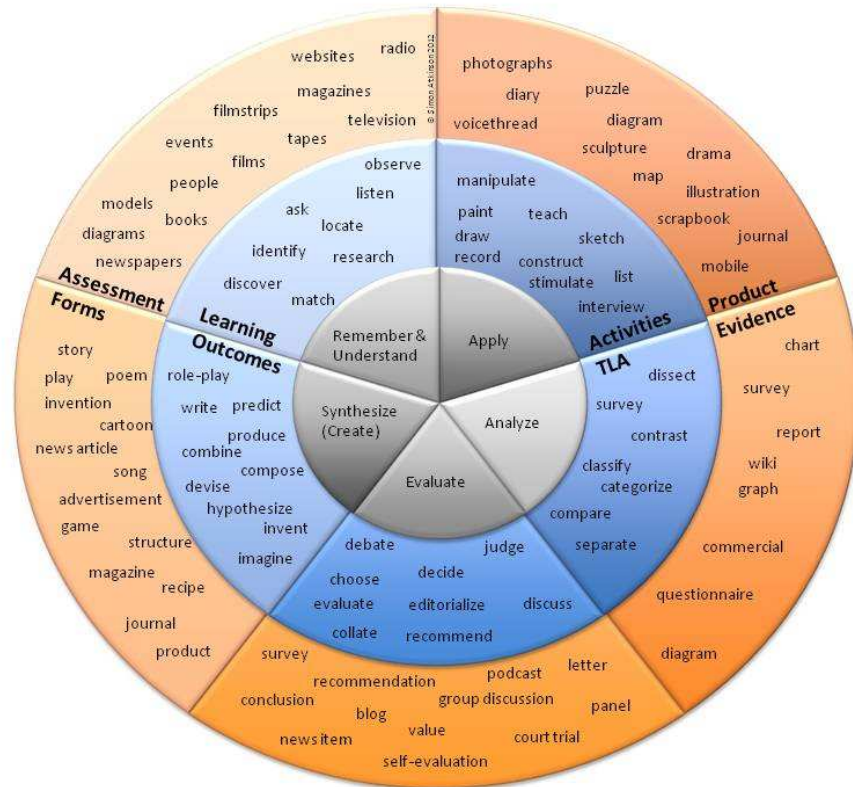 © Simon Atkinson 2012
websites
radio
magazines
filmstrips
television
events
tapes
films
people
models
books
diagrams
newspapers
Assessment
Forms
observe
listen
ask
locate
identify
research
discover
match
Learning
Outcomes
Remember &
Understand
photographs
puzzle
diary
voicethread
diagram
sculpture
drama
map
illustration
scrapbook
journal
mobile
Product
Evidence
manipulate
paint
teach
draw
sketch
record
construct
stimulate
list
interview
Activities
TLA
Apply
chart
survey
report
wiki
graph
commercial
questionnaire
diagram
dissect
survey
contrast
classify
categorize
compare
separate
Analyze
debate
judge
decide
choose
evaluate
editorialize
discuss
collate
recommend
Evaluate
survey
podcast
letter
recommendation
conclusion
group discussion
panel
blog
value
news item
court trial
self-evaluation
story
play
poem
invention
cartoon
news article
song
advertisement
game
structure
magazine
recipe
journal
product
role-play
write
predict
produce
combine
compose
devise
hypothesize
invent
imagine
Synthesize
(Create)